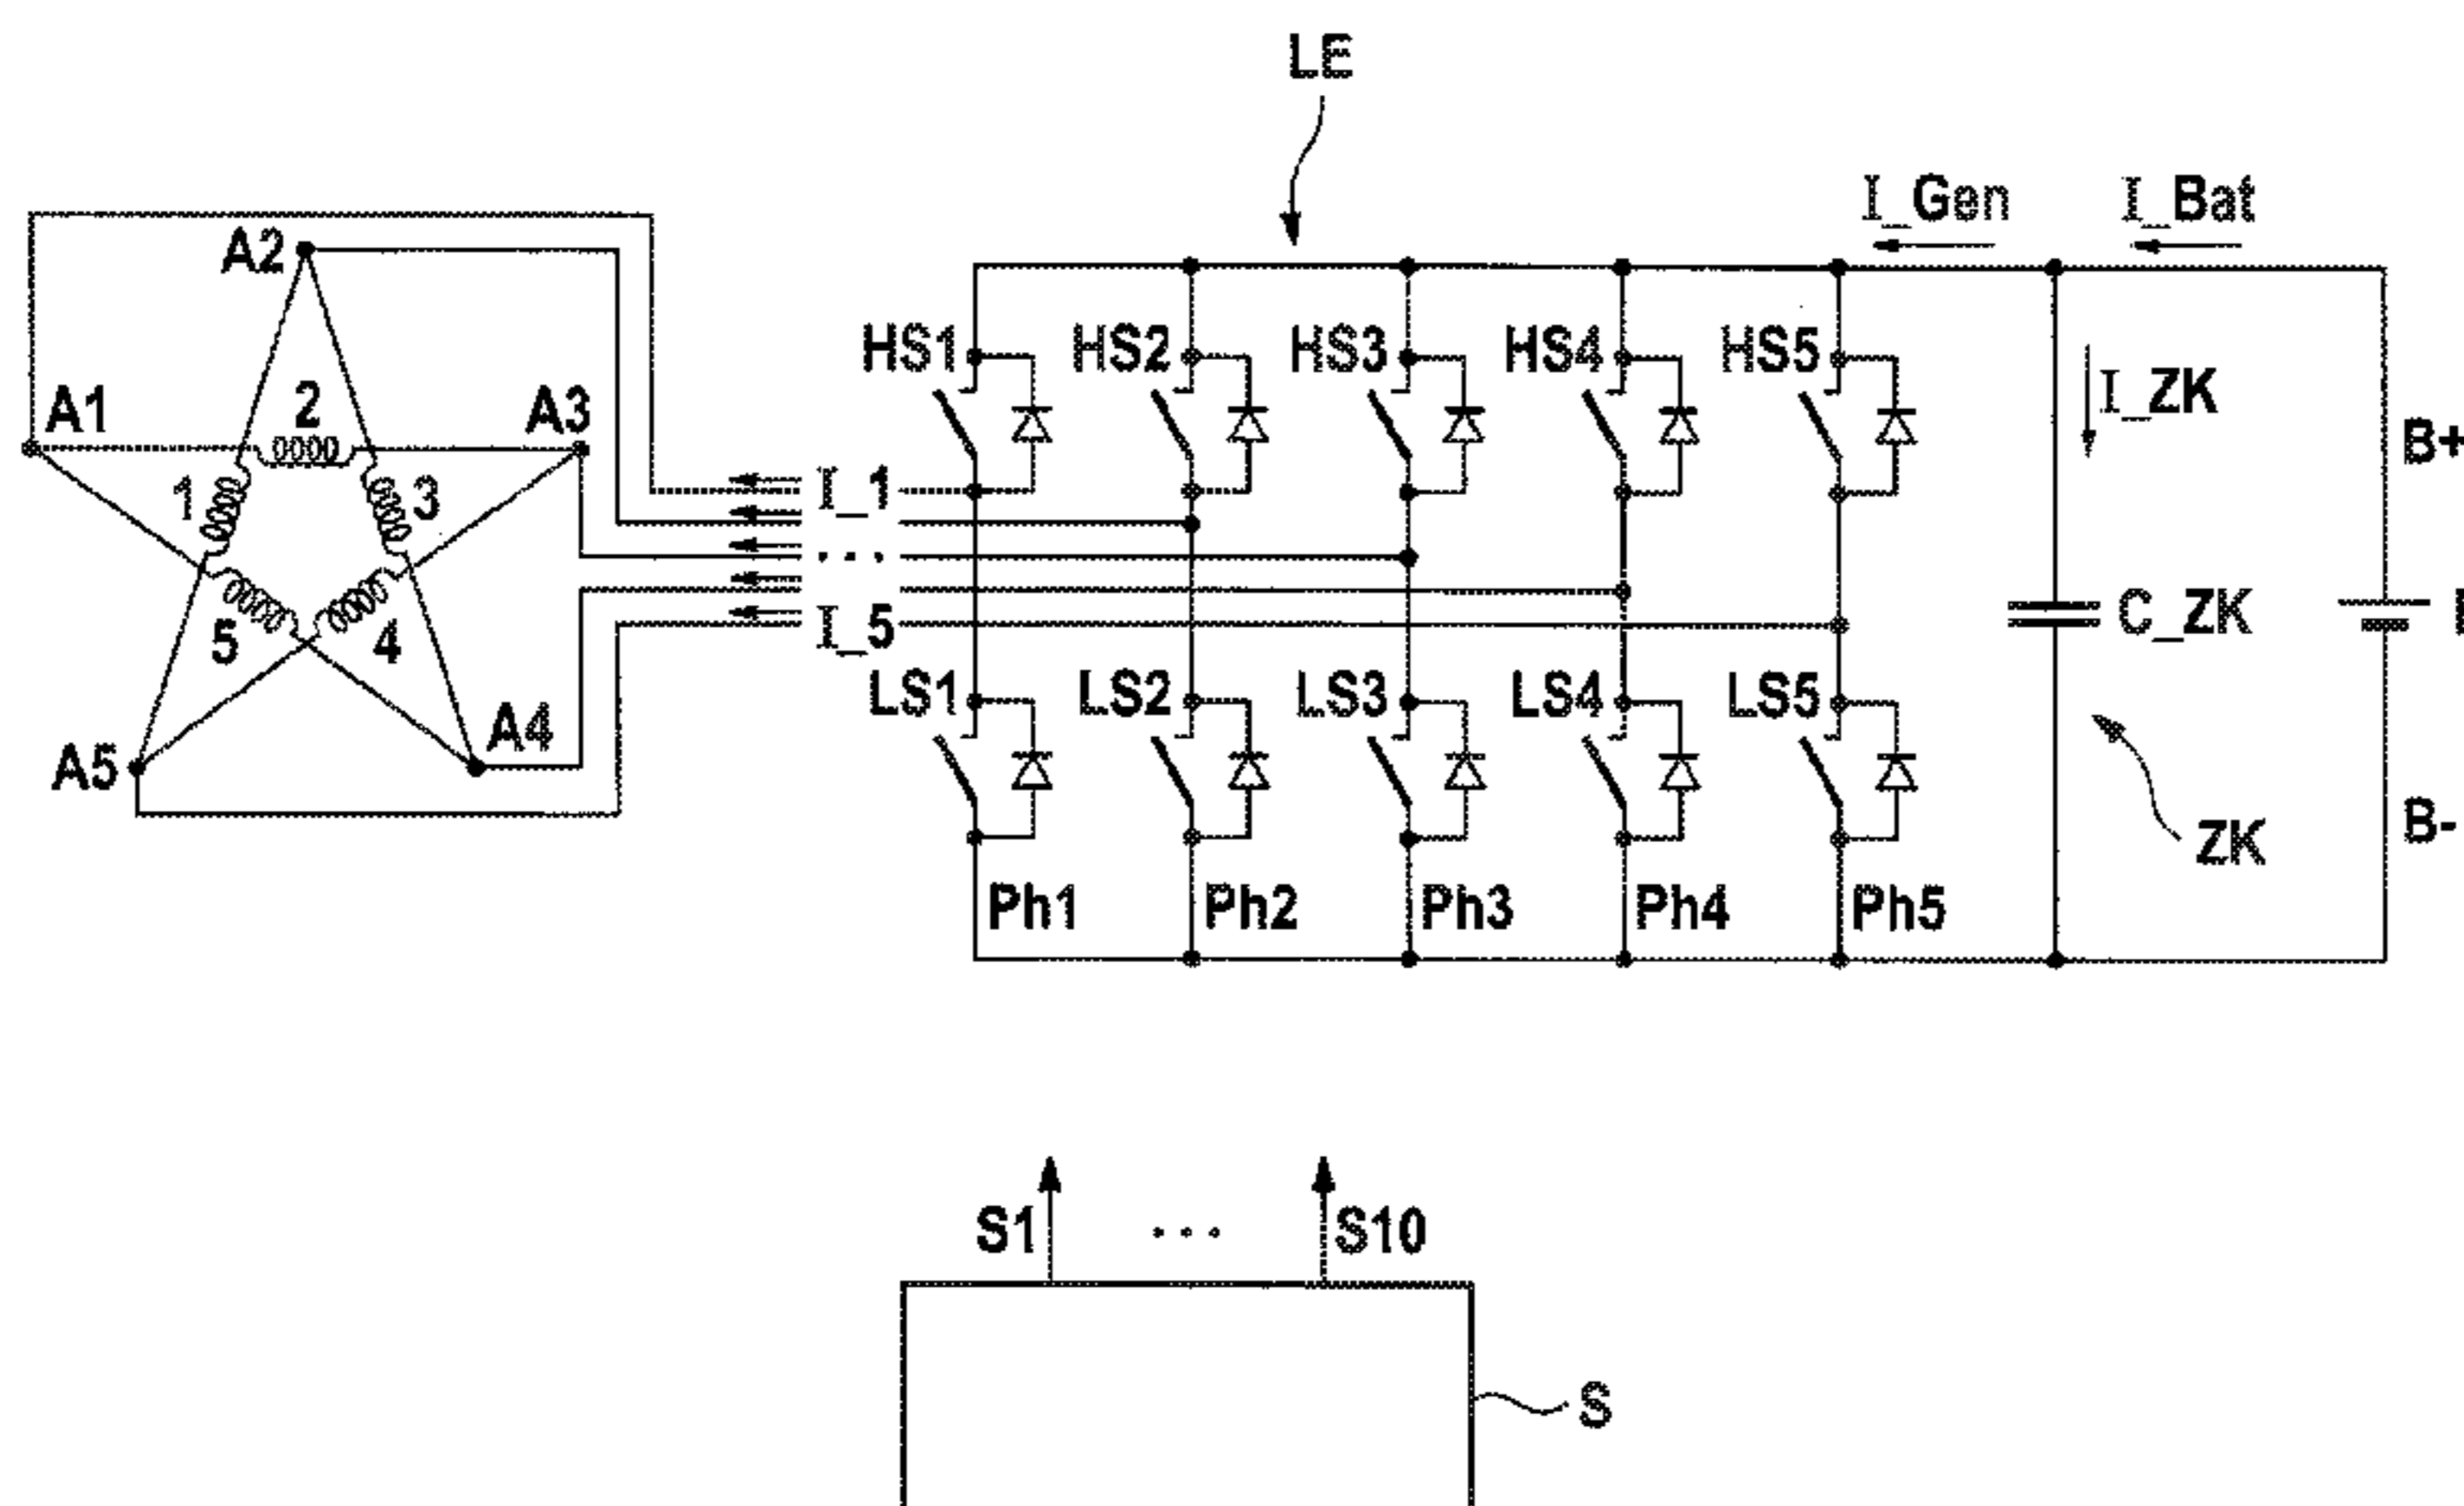 LE
I_Gen I_Bat
A2
HS1 HS2 HS3 HS4 HS5
I_ZK
A1 2 A3
B+
1 3 I_1
...
5 4 I_5
C_ZK
LS1 LS2 LS3 LS4 LS5
A4
A5
B-
ZK
Ph1 Ph2 Ph3 Ph4 Ph5
S1 ... S10
S